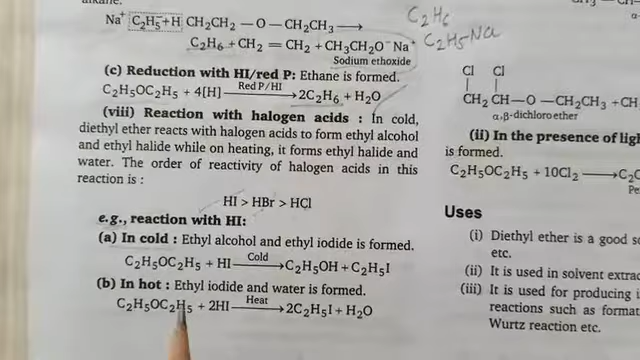 alkane.
Na⁺ C₂H₅⁻+H CH₂CH₂ — O — CH₂CH₃ ⟶
C₂H₆ + CH₂ = CH₂ + CH₃CH₂O⁻Na⁺
Sodium ethoxide
C₂H₆
C₂H₅Na
(c) Reduction with HI/red P: Ethane is formed.
C₂H₅OC₂H₅ + 4[H] —Red P/HI→ 2C₂H₆ + H₂O
(viii) Reaction with halogen acids : In cold,
diethyl ether reacts with halogen acids to form ethyl alcohol
and ethyl halide while on heating, it forms ethyl halide and
water. The order of reactivity of halogen acids in this
reaction is :
HI > HBr > HCl
e.g., reaction with HI:
(a) In cold : Ethyl alcohol and ethyl iodide is formed.
C₂H₅OC₂H₅ + HI —Cold→ C₂H₅OH + C₂H₅I
(b) In hot : Ethyl iodide and water is formed.
C₂H₅OC₂H₅ + 2HI —Heat→ 2C₂H₅I + H₂O
Cl Cl
CH₂ CH—O —CH₂CH₃ + CH
α,β-dichloro ether
(ii) In the presence of
is formed.
C₂H₅OC₂H₅ + 10Cl₂ ⟶
Uses
(i) Diethyl ether is a good
etc.
(ii) It is used in solvent
(iii) It is used for producing
reactions such as
Wurtz reaction etc.